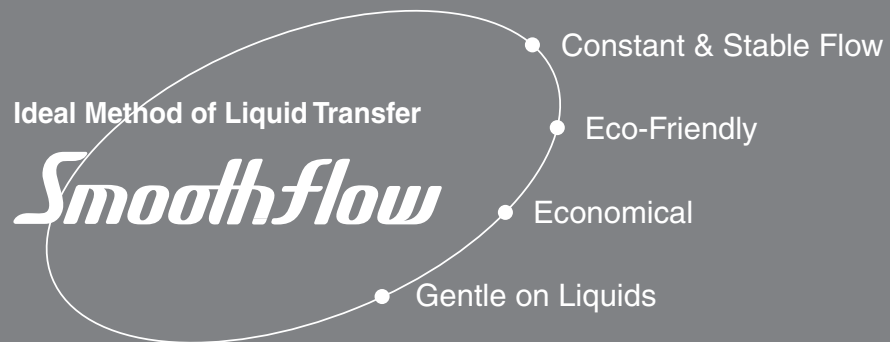 Constant & Stable Flow
Ideal Method of Liquid Transfer
Eco-Friendly
Smoothflow
Economical
Gentle on Liquids